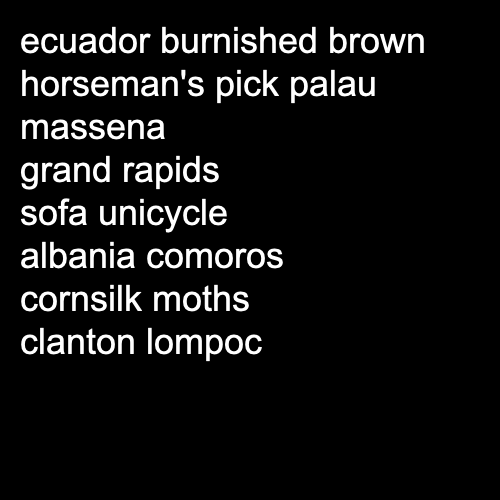 ecuador burnished brown
horseman's pick palau
massena
grand rapids
sofa unicycle
albania comoros
cornsilk moths
clanton lompoc